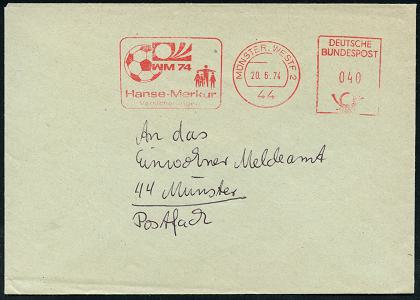 WM 74
Hanse-Merkur
Versicherungen
MÜNSTER, WESTF 2
20. 6. 74
44
DEUTSCHE
BUNDESPOST
040
An das
Einwohner Meldeamt
44 Münster
Postfach